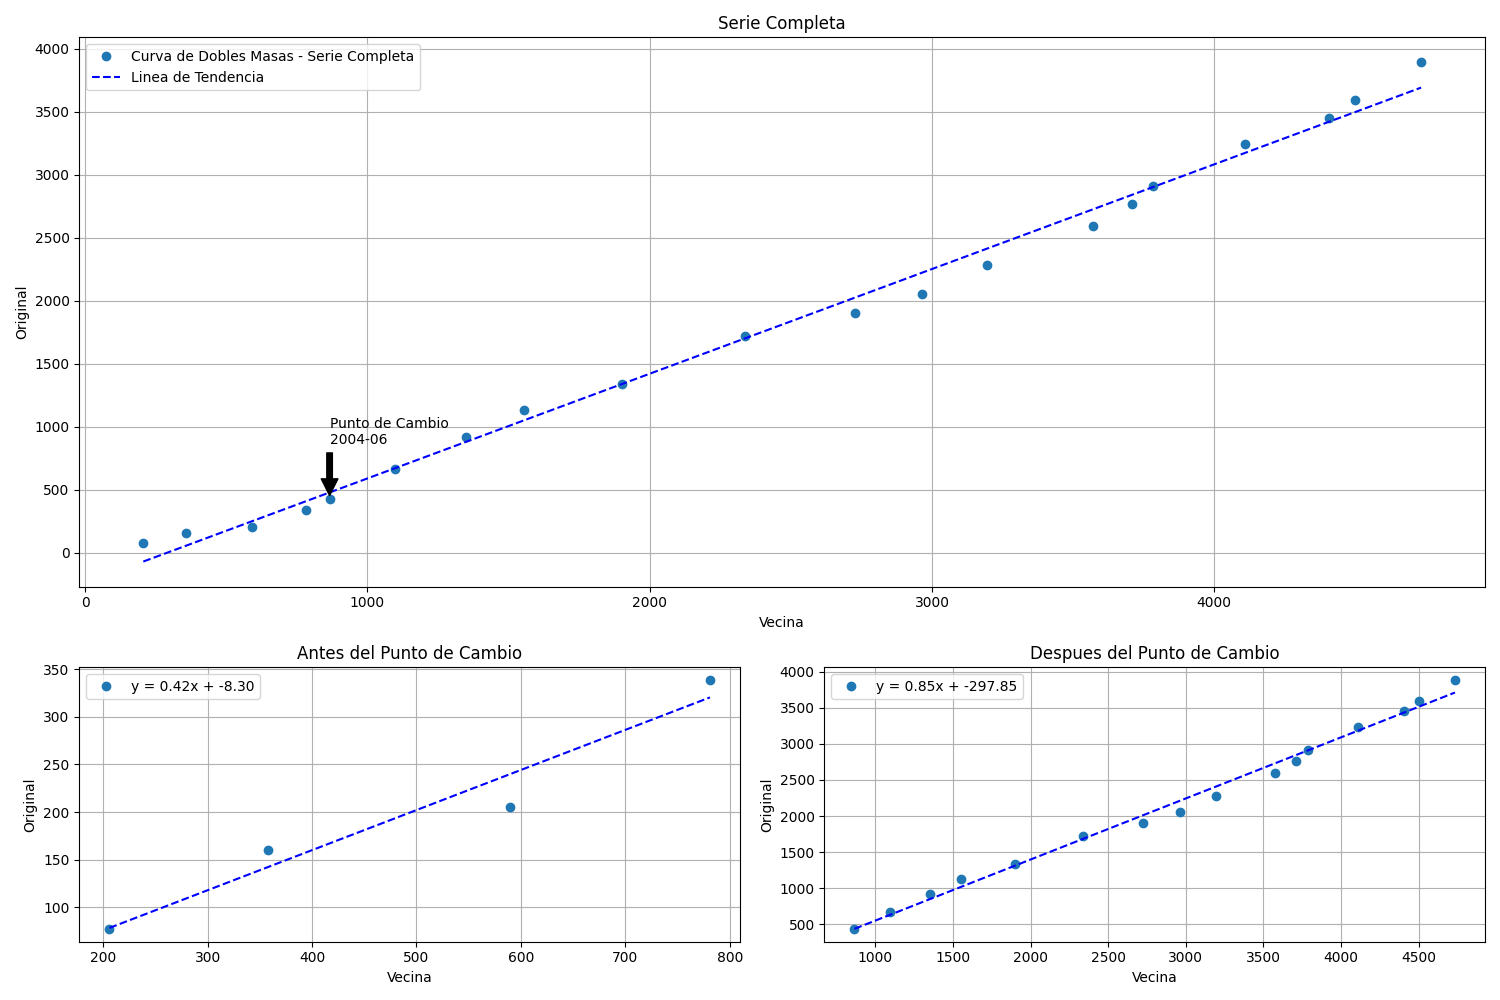 Serie Completa
Curva de Dobles Masas - Serie Completa
Linea de Tendencia
4000
3500
3000
2500
2000
1500
1000
500
0
Original
Punto de Cambio
2004-06
0 1000 2000 3000 4000
Vecina
Antes del Punto de Cambio
y = 0.42x + -8.30
350
300
250
200
150
100
Original
200 300 400 500 600 700 800
Vecina
Despues del Punto de Cambio
y = 0.85x + -297.85
4000
3500
3000
2500
2000
1500
1000
500
Original
1000 1500 2000 2500 3000 3500 4000 4500
Vecina